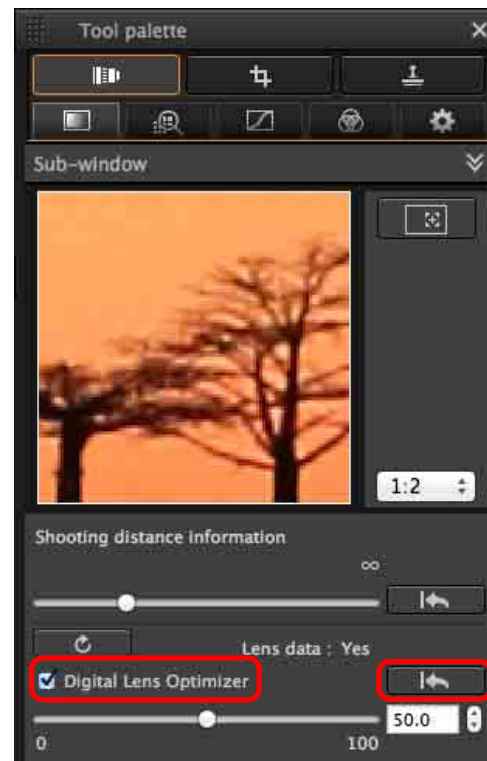 Tool palette
Sub-window
1:2
Shooting distance information
∞
Lens data : Yes
Digital Lens Optimizer
50.0
0 100